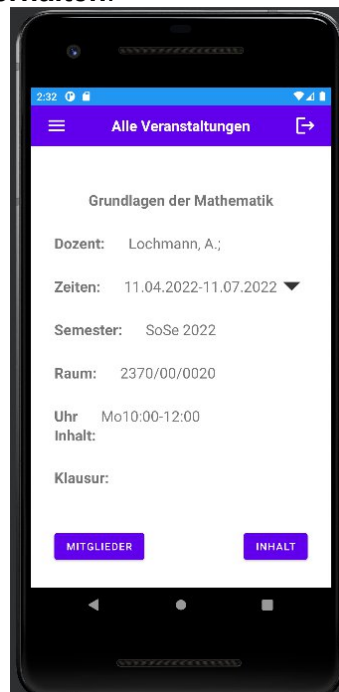 erhalten.
2:32
Alle Veranstaltungen
Grundlagen der Mathematik
Dozent: Lochmann, A.;
Zeiten: 11.04.2022-11.07.2022
Semester: SoSe 2022
Raum: 2370/00/0020
Uhr Mo10:00-12:00
Inhalt:
Klausur:
MITGLIEDER INHALT